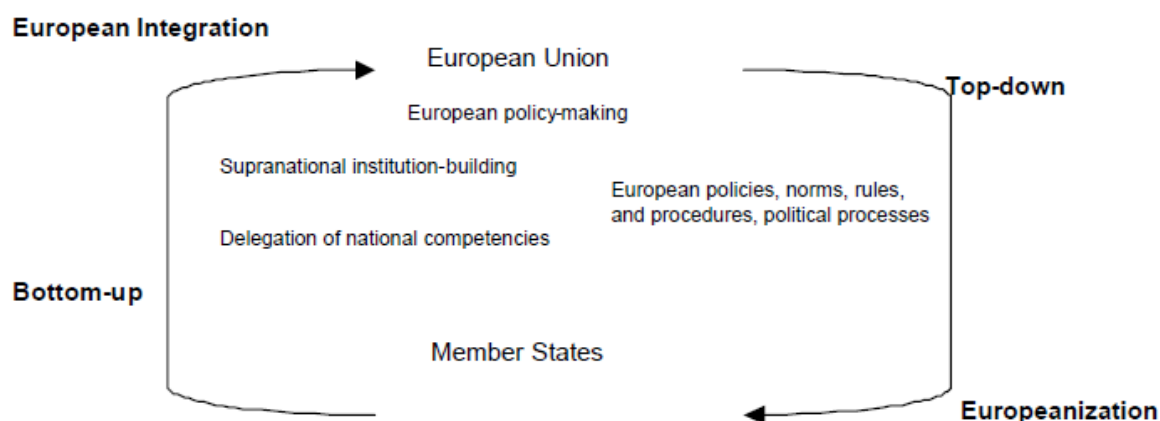 European Integration
European Union
Top-down
European policy-making
Supranational institution-building
European policies, norms, rules,
and procedures, political processes
Delegation of national competencies
Bottom-up
Member States
Europeanization